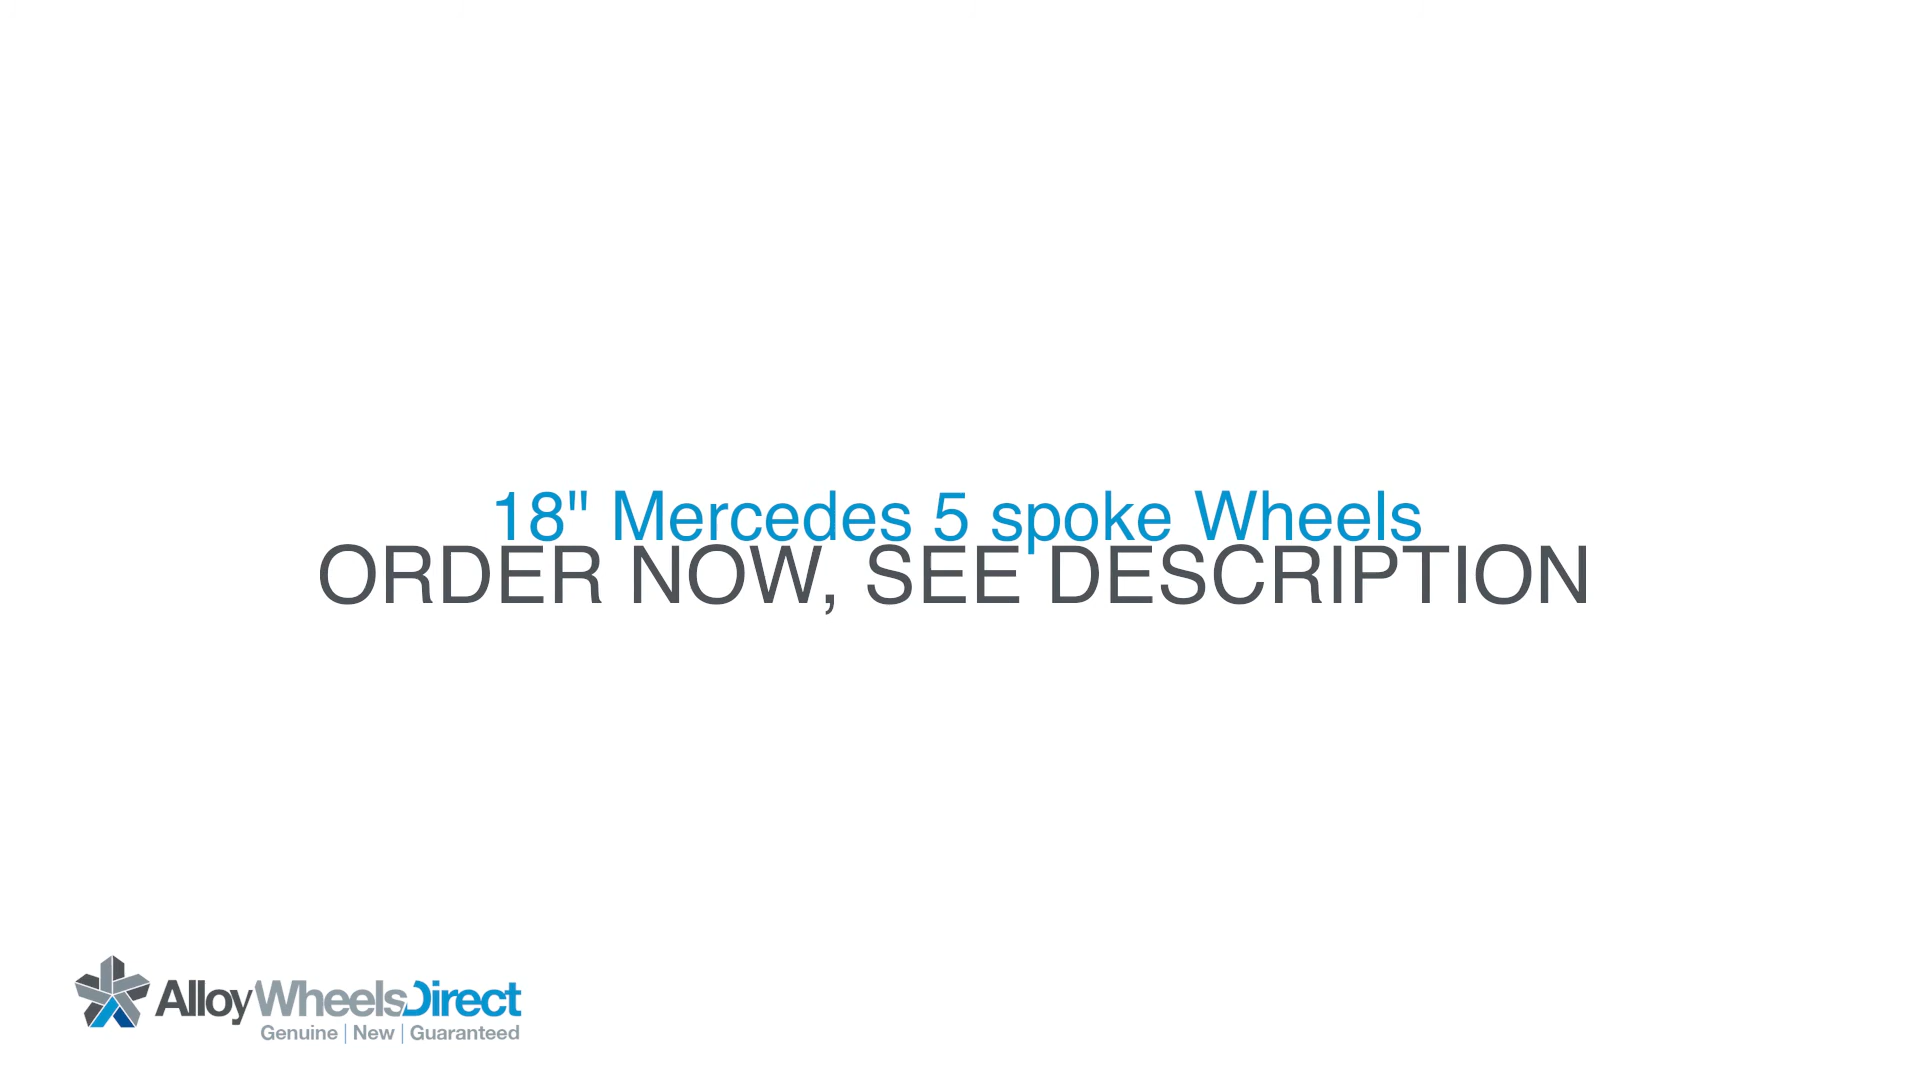 18" Mercedes 5 spoke Wheels
ORDER NOW, SEE DESCRIPTION
AlloyWheelsDirect
Genuine | New | Guaranteed